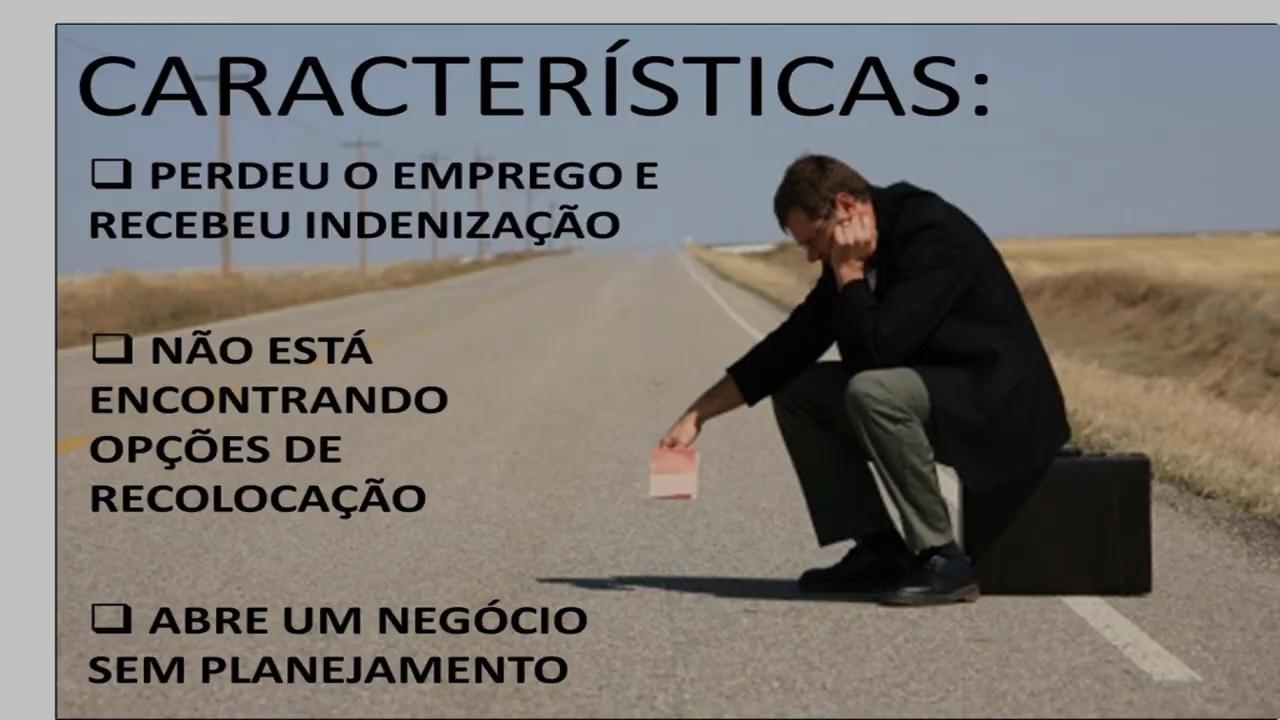 CARACTERÍSTICAS:
❑ PERDEU O EMPREGO E
RECEBEU INDENIZAÇÃO
❑ NÃO ESTÁ
ENCONTRANDO
OPÇÕES DE
RECOLOCAÇÃO
❑ ABRE UM NEGÓCIO
SEM PLANEJAMENTO